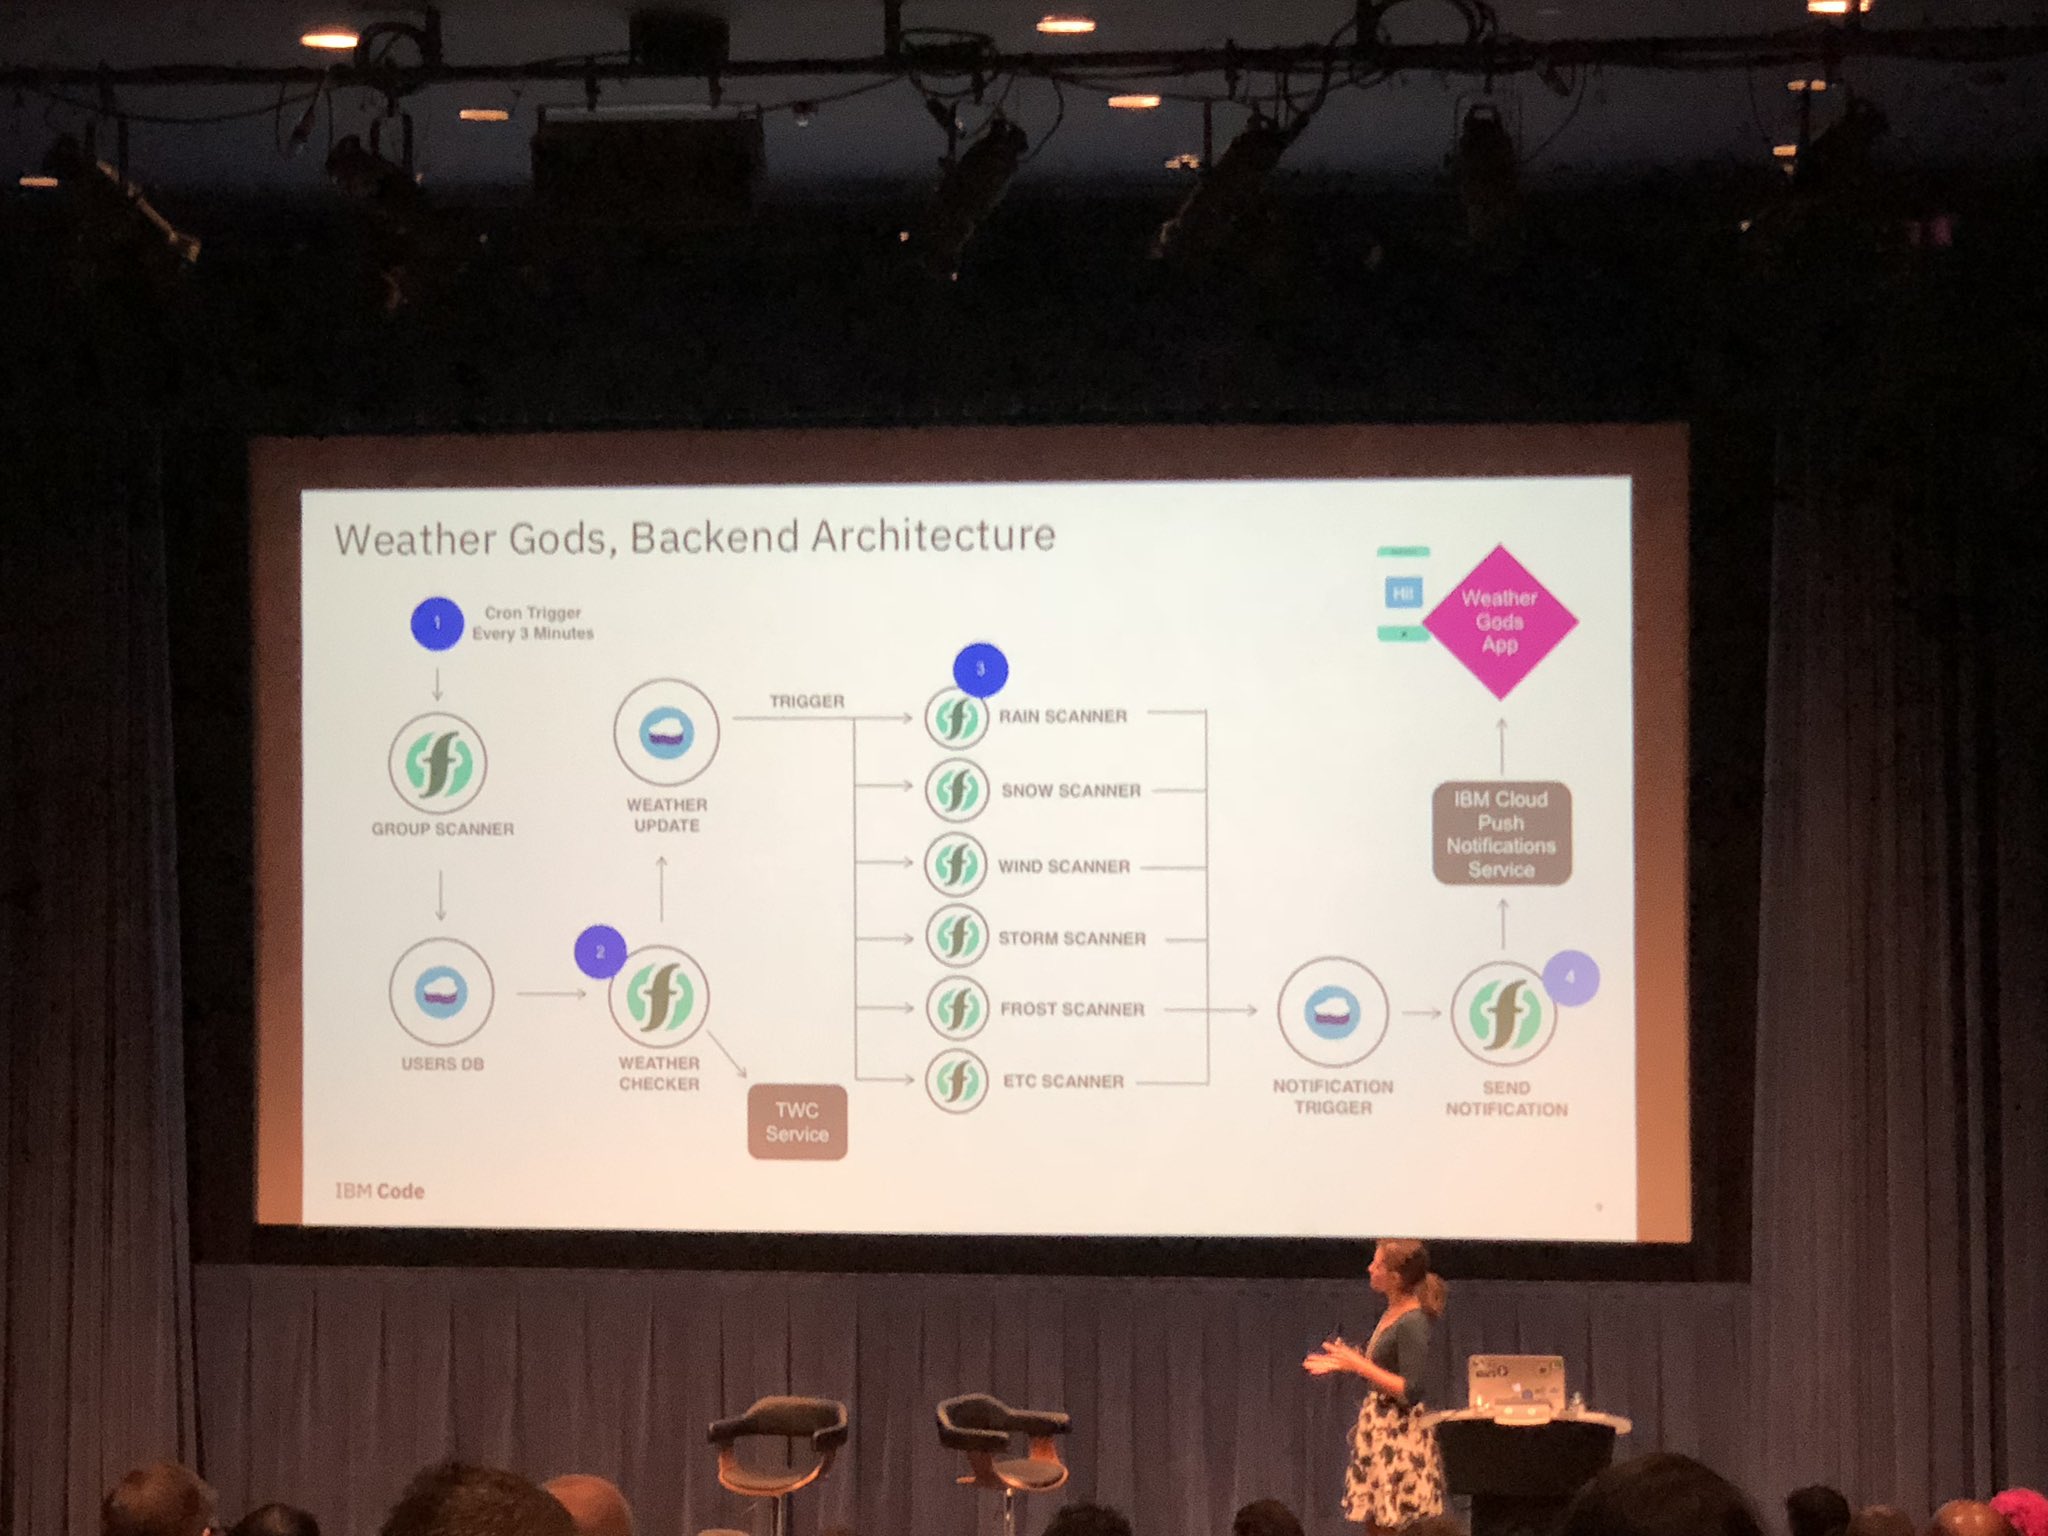 Weather Gods, Backend Architecture
1
Cron Trigger
Every 3 Minutes
GROUP SCANNER
USERS DB
2
WEATHER
CHECKER
TWC
Service
WEATHER
UPDATE
TRIGGER
3
RAIN SCANNER
SNOW SCANNER
WIND SCANNER
STORM SCANNER
FROST SCANNER
ETC SCANNER
NOTIFICATION
TRIGGER
4
SEND
NOTIFICATION
IBM Cloud
Push
Notifications
Service
Weather
Gods
App
IBM Code
9